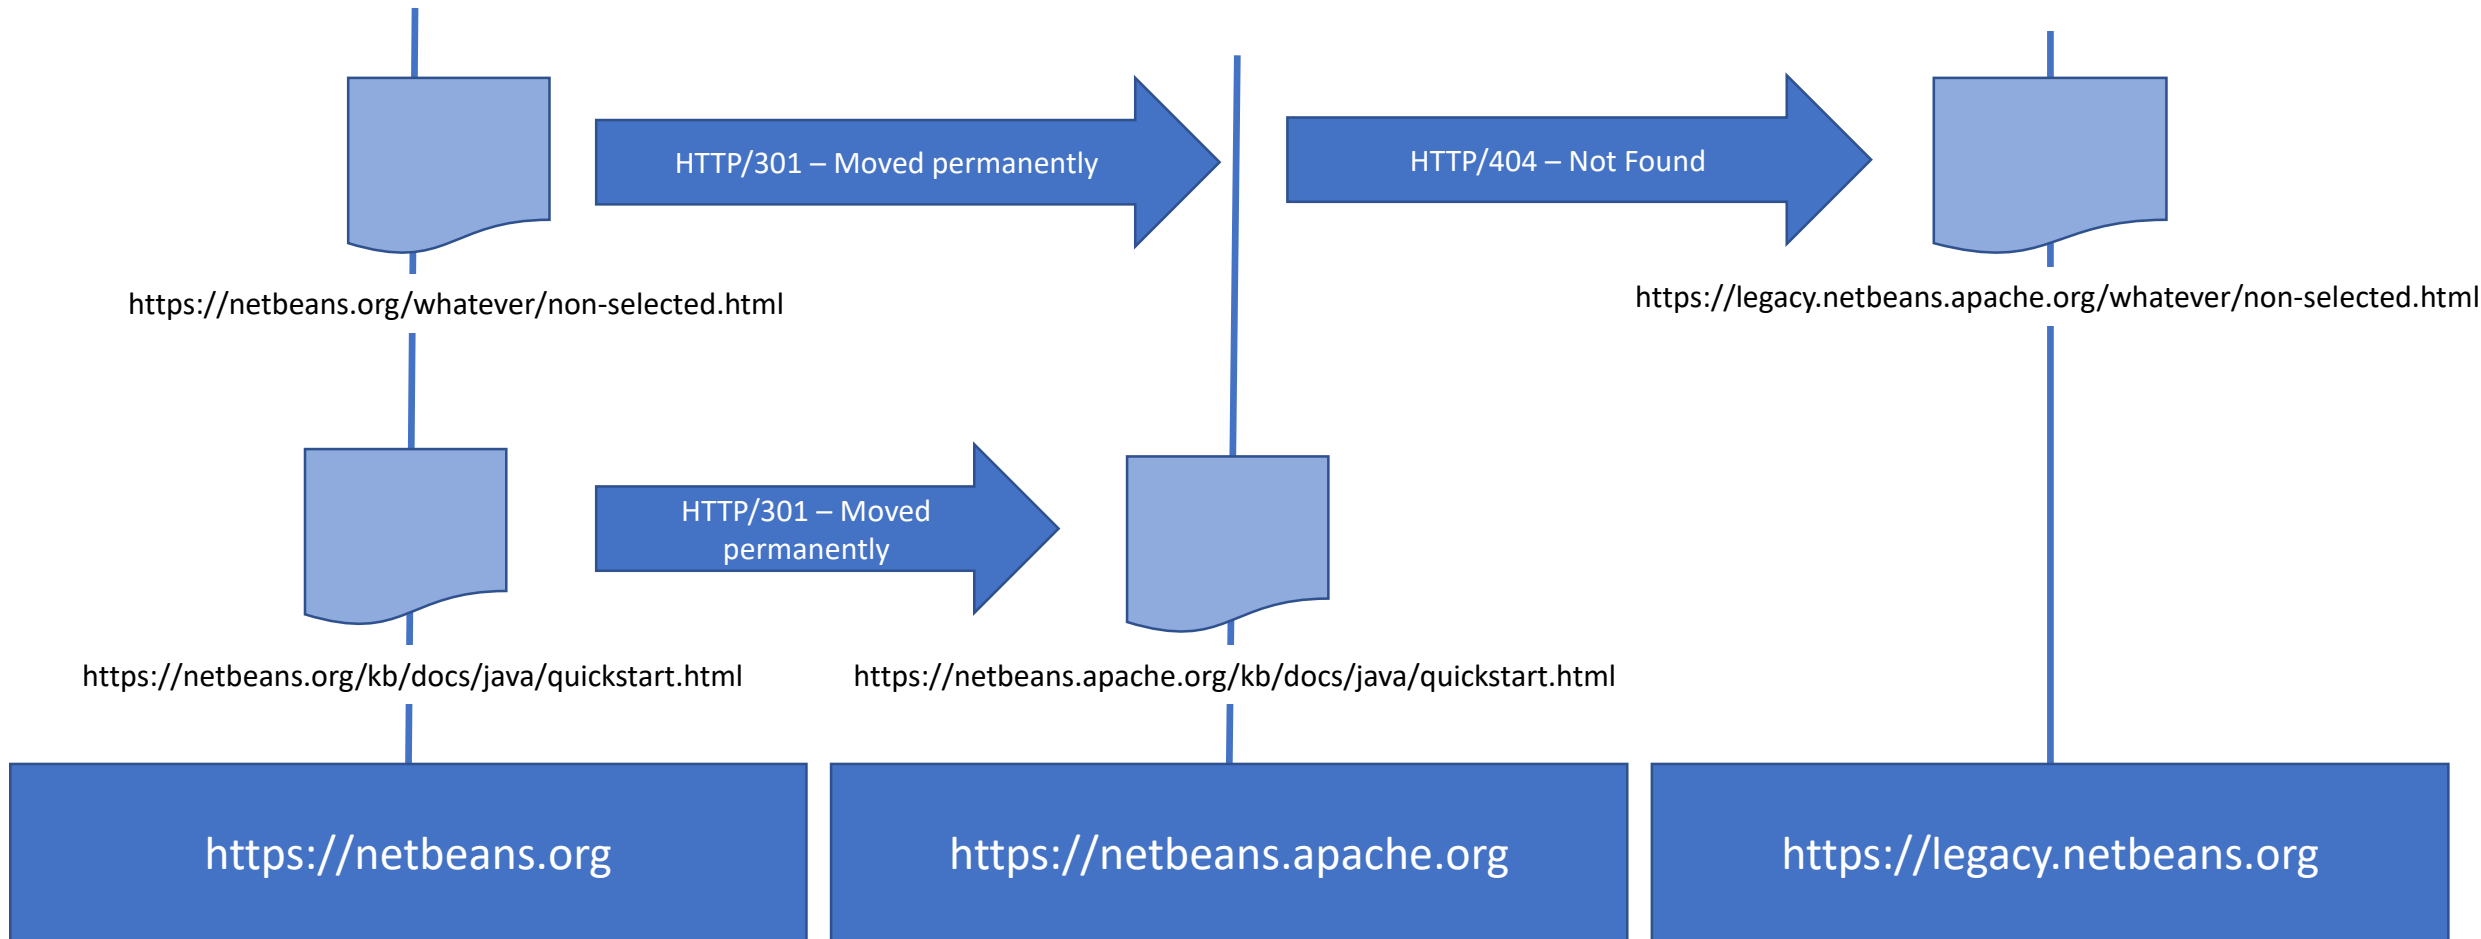 HTTP/301 – Moved permanently
HTTP/404 – Not Found
https://netbeans.org/whatever/non-selected.html
https://legacy.netbeans.apache.org/whatever/non-selected.html
HTTP/301 – Moved
permanently
https://netbeans.org/kb/docs/java/quickstart.html
https://netbeans.apache.org/kb/docs/java/quickstart.html
https://netbeans.org
https://netbeans.apache.org
https://legacy.netbeans.org